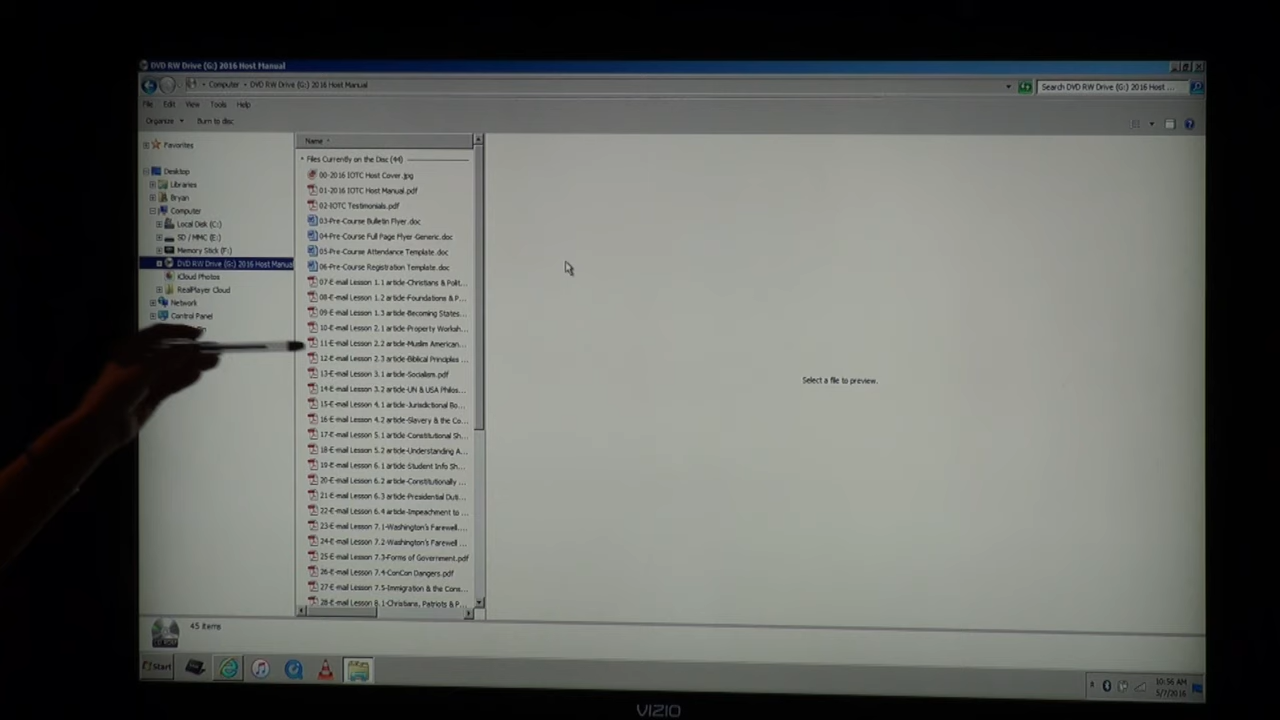 DVD RW Drive (G:) 2016 Host Manual
Computer DVD RW Drive (G:) 2016 Host Manual
Search DVD RW Drive (G:) 2016 Host ...
File Edit View Tools Help
Organize Burn to disc
Favorites
Desktop
Libraries
Bryan
Computer
Local Disk (C:)
SD / MMC (E:)
Memory Stick (F:)
DVD RW Drive (G:) 2016 Host Manua
iCloud Photos
RealPlayer Cloud
Network
Control Panel
Name
Files Currently on the Disc (44)
00-2016 IOTC Host Cover.jpg
01-2016 IOTC Host Manual.pdf
02-IOTC Testimonials.pdf
03-Pre-Course Bulletin Flyer.doc
04-Pre-Course Full Page Flyer-Generic.doc
05-Pre-Course Attendance Template.doc
06-Pre-Course Registration Template.doc
07-E-mail Lesson 1.1 article-Christians & Polit...
08-E-mail Lesson 1.2 article-Foundations & P...
09-E-mail Lesson 1.3 article-Becoming States...
10-E-mail Lesson 2.1 article-Property Worksh...
11-E-mail Lesson 2.2 article-Muslim American...
12-E-mail Lesson 2.3 article-Biblical Principles ...
13-E-mail Lesson 3.1 article-Socialism.pdf
14-E-mail Lesson 3.2 article-UN & USA Philos...
15-E-mail Lesson 4.1 article-Jurisdictional Bo...
16-E-mail Lesson 4.2 article-Slavery & the Co...
17-E-mail Lesson 5.1 article-Constitutional Sh...
18-E-mail Lesson 5.2 article-Understanding A...
19-E-mail Lesson 6.1 article-Student Info Sh...
20-E-mail Lesson 6.2 article-Constitutionally ...
21-E-mail Lesson 6.3 article-Presidential Duti...
22-E-mail Lesson 6.4 article-Impeachment to ...
23-E-mail Lesson 7.1-Washington's Farewell...
24-E-mail Lesson 7.2-Washington's Farewell ...
25-E-mail Lesson 7.3-Forms of Government.pdf
26-E-mail Lesson 7.4-ConCon Dangers.pdf
27-E-mail Lesson 7.5-Immigration & the Cons...
28-E-mail Lesson 8.1-Christians, Patriots & P...
Select a file to preview.
45 items
Start
10:56 AM
5/7/2016
VIZIO